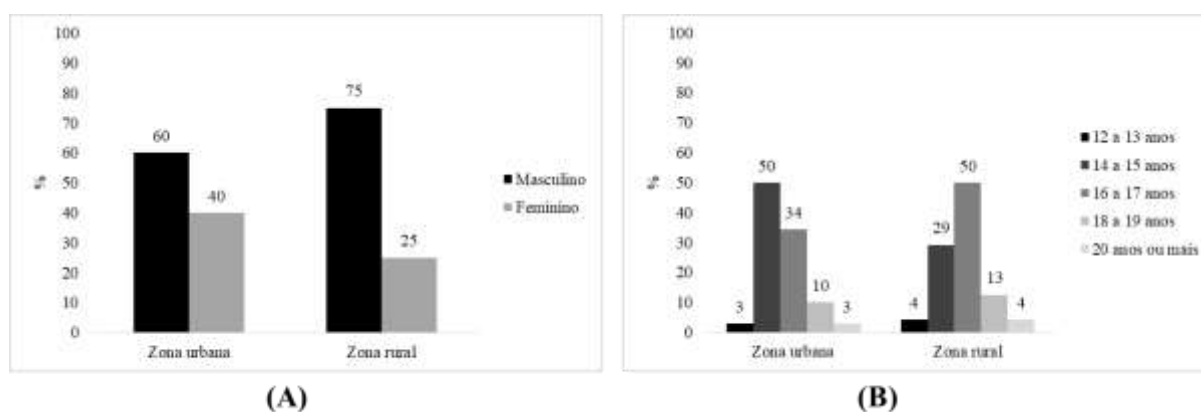 100
90
80
70
60
50
40
30
20
10
0
%
60
40
75
25
Zona urbana
Zona rural
Masculino
Feminino
(A)
100
90
80
70
60
50
40
30
20
10
0
%
3
50
34
10
3
4
29
50
13
4
Zona urbana
Zona rural
12 a 13 anos
14 a 15 anos
16 a 17 anos
18 a 19 anos
20 anos ou mais
(B)